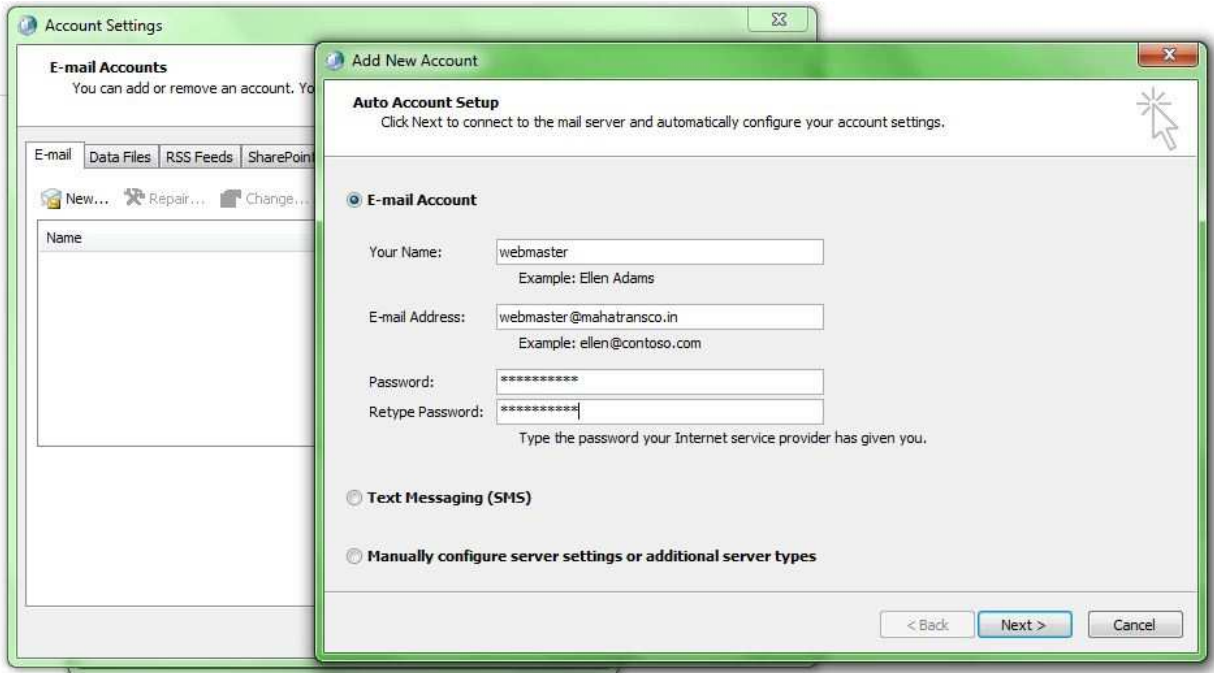 Account Settings
E-mail Accounts
You can add or remove an account.
E-mail Data Files RSS Feeds SharePoint
New... Repair... Change...
Name
Add New Account
Auto Account Setup
Click Next to connect to the mail server and automatically configure your account settings.
E-mail Account
Your Name: webmaster
Example: Ellen Adams
E-mail Address: webmaster@mahatransco.in
Example: ellen@contoso.com
Password: **********
Retype Password: **********
Type the password your Internet service provider has given you.
Text Messaging (SMS)
Manually configure server settings or additional server types
< Back Next > Cancel